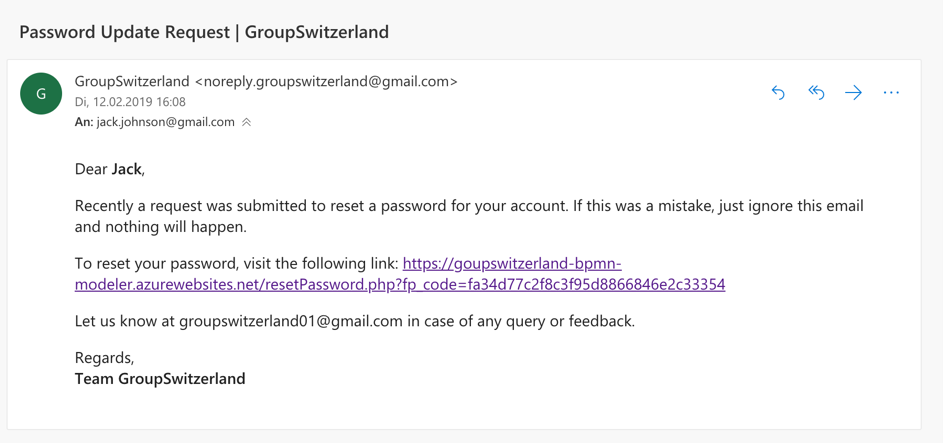 Password Update Request | GroupSwitzerland
G
GroupSwitzerland <noreply.groupswitzerland@gmail.com>
Di, 12.02.2019 16:08
An: jack.johnson@gmail.com
Dear Jack,
Recently a request was submitted to reset a password for your account. If this was a mistake, just ignore this email
and nothing will happen.
To reset your password, visit the following link: https://goupswitzerland-bpmn-
modeler.azurewebsites.net/resetPassword.php?fp_code=fa34d77c2f8c3f95d8866846e2c33354
Let us know at groupswitzerland01@gmail.com in case of any query or feedback.
Regards,
Team GroupSwitzerland